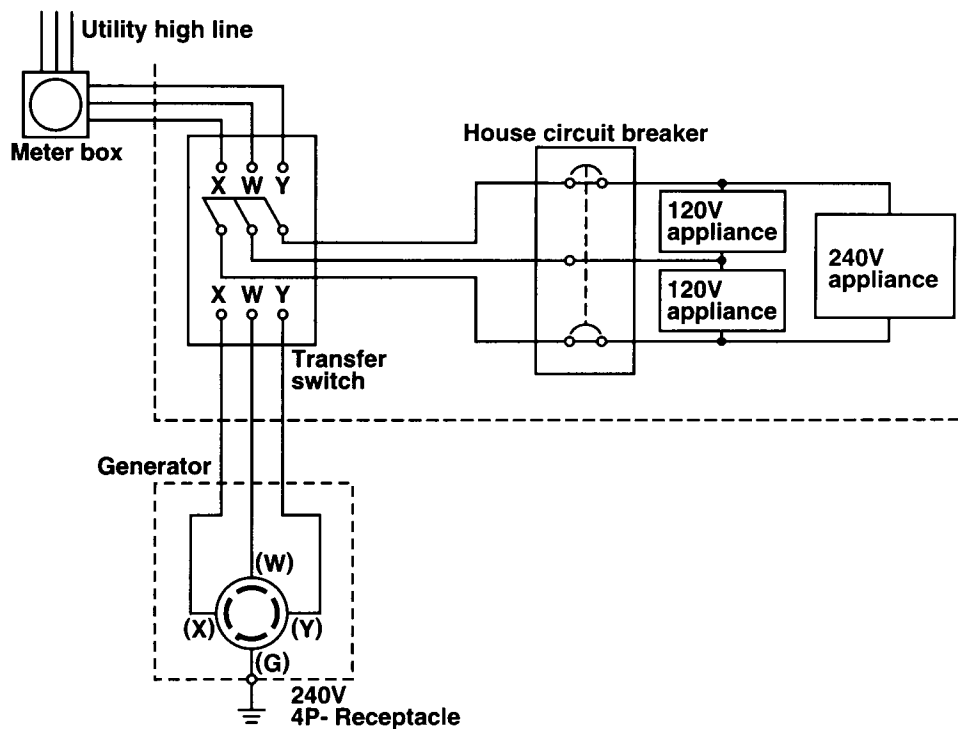 Utility high line
Meter box
X W Y
House circuit breaker
120V
appliance
120V
appliance
240V
appliance
X W Y
Transfer
switch
Generator
(W)
(X)
(Y)
(G)
240V
4P- Receptacle